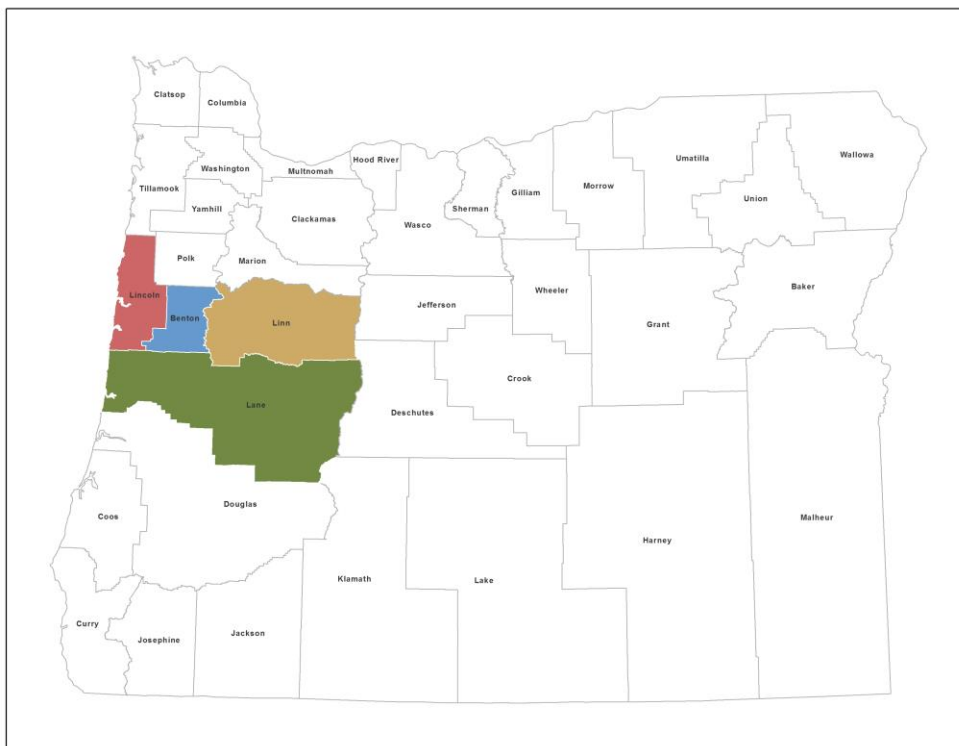 Clatsop
Columbia
Washington
Tillamook
Yamhill
Multnomah
Hood River
Clackamas
Wasco
Sherman
Gilliam
Morrow
Umatilla
Union
Wallowa
Polk
Marion
Lincoln
Benton
Linn
Jefferson
Wheeler
Grant
Baker
Lane
Deschutes
Crook
Douglas
Coos
Klamath
Lake
Harney
Malheur
Curry
Josephine
Jackson